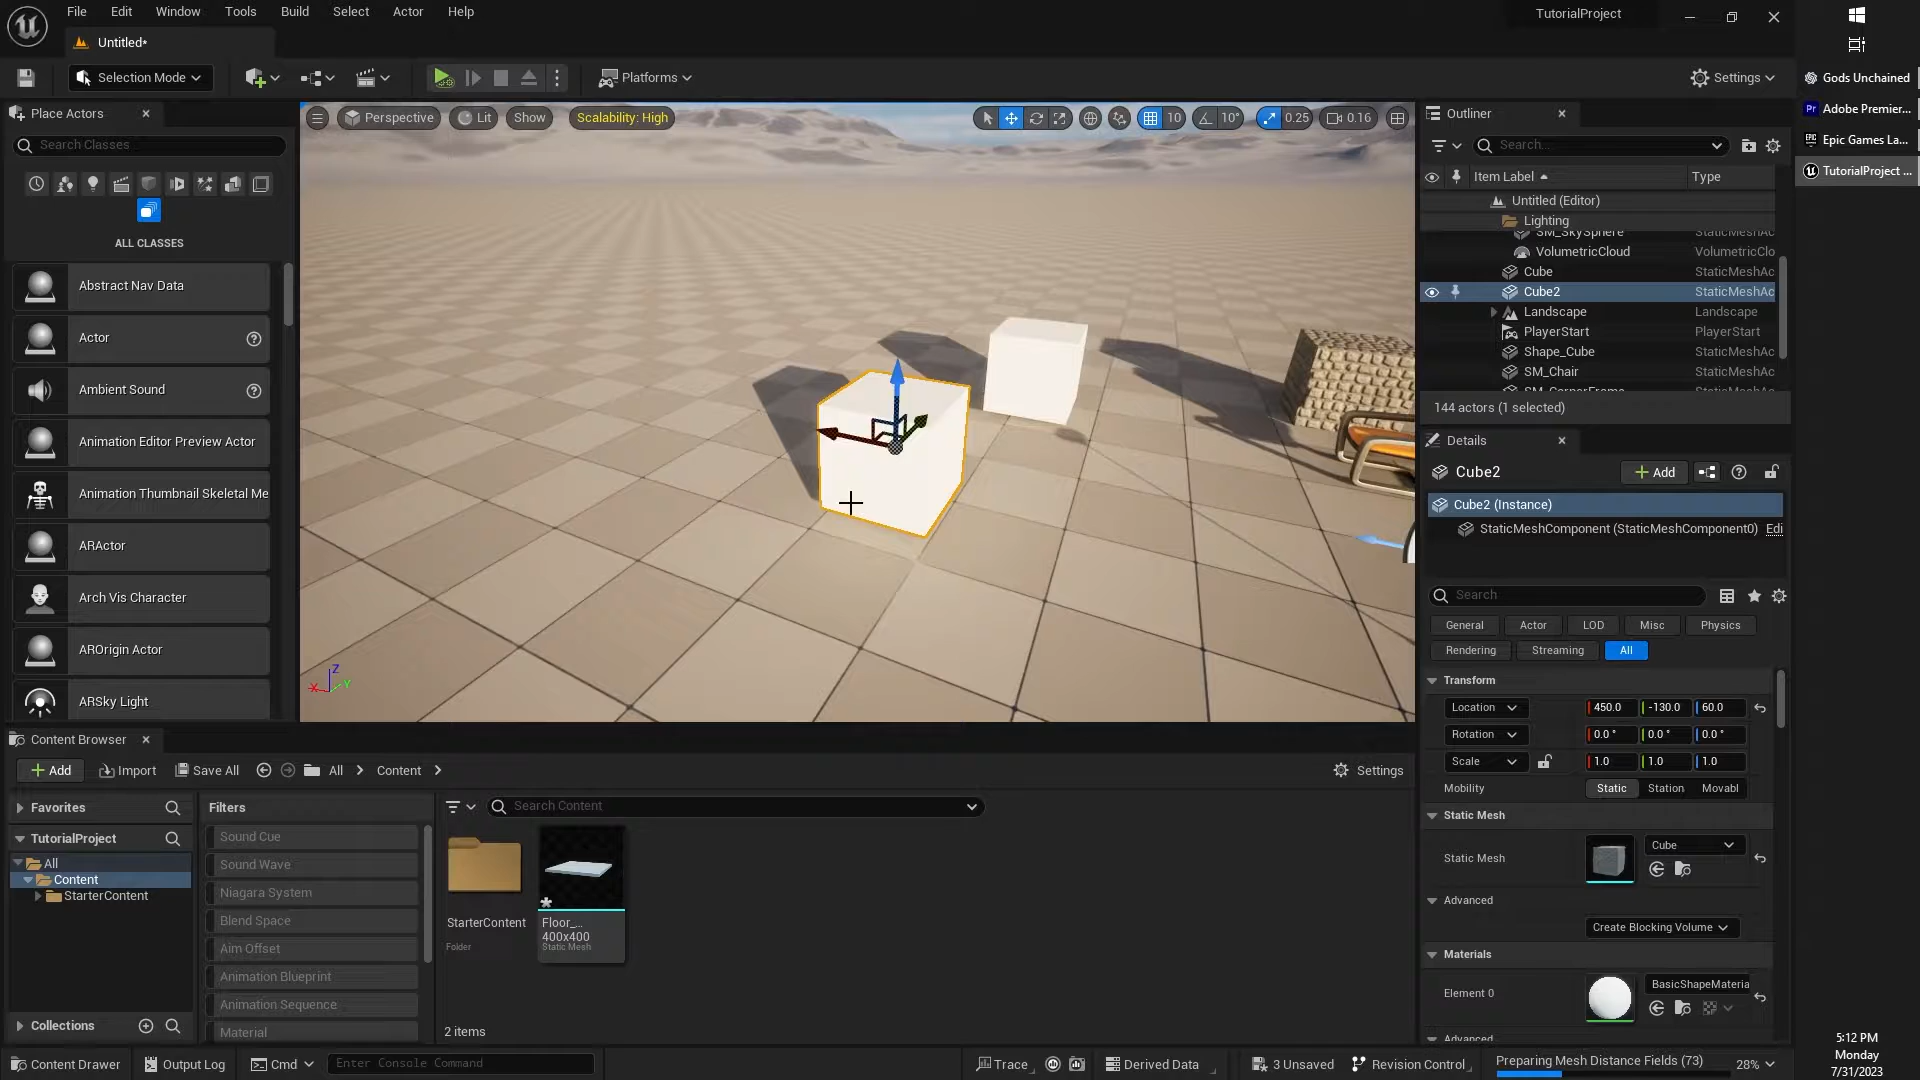 File Edit Window Tools Build Select Actor Help
TutorialProject
Untitled*
Selection Mode
Platforms
Settings
Gods Unchained
Adobe Premier...
Epic Games La...
TutorialProject ...
Place Actors
Search Classes
ALL CLASSES
Abstract Nav Data
Actor
Ambient Sound
Animation Editor Preview Actor
Animation Thumbnail Skeletal Me
ARActor
Arch Vis Character
AROrigin Actor
ARSky Light
Perspective Lit Show Scalability: High
10 10° 0.25 0.16
X Z Y
Outliner
Search...
Item Label Type
Untitled (Editor)
Lighting
SM_SkySphere StaticMeshAc
VolumetricCloud VolumetricClo
Cube StaticMeshAc
Cube2 StaticMeshAc
Landscape Landscape
PlayerStart PlayerStart
Shape_Cube StaticMeshAc
SM_Chair StaticMeshAc
SM_CornerFrame StaticMeshAc
144 actors (1 selected)
Details
Cube2 Add
Cube2 (Instance)
StaticMeshComponent (StaticMeshComponent0) Edi
Search
General Actor LOD Misc Physics
Rendering Streaming All
Transform
Location 450.0 -130.0 60.0
Rotation 0.0° 0.0° 0.0°
Scale 1.0 1.0 1.0
Mobility Static Station Movabl
Static Mesh
Static Mesh Cube
Advanced
Create Blocking Volume
Materials
Element 0 BasicShapeMateria
Advanced
Content Browser
Add Import Save All All Content Settings
Favorites
TutorialProject
All
Content
StarterContent
Collections
Filters
Sound Cue
Sound Wave
Niagara System
Blend Space
Aim Offset
Animation Blueprint
Animation Sequence
Material
Search Content
StarterContent
Folder
Floor_...
400x400
Static Mesh
2 items
Content Drawer Output Log Cmd Enter Console Command Trace Derived Data 3 Unsaved Revision Control Preparing Mesh Distance Fields (73) 28%
5:12 PM
Monday
7/31/2023